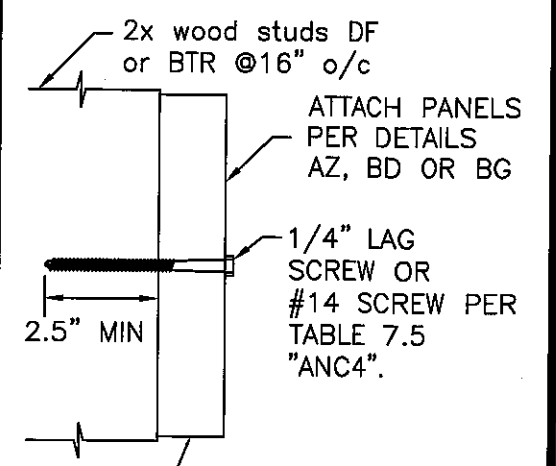 2x wood studs DF
or BTR @16" o/c
ATTACH PANELS
PER DETAILS
AZ, BD OR BG
1/4" LAG
SCREW OR
#14 SCREW PER
TABLE 7.5
"ANC4".
2.5" MIN